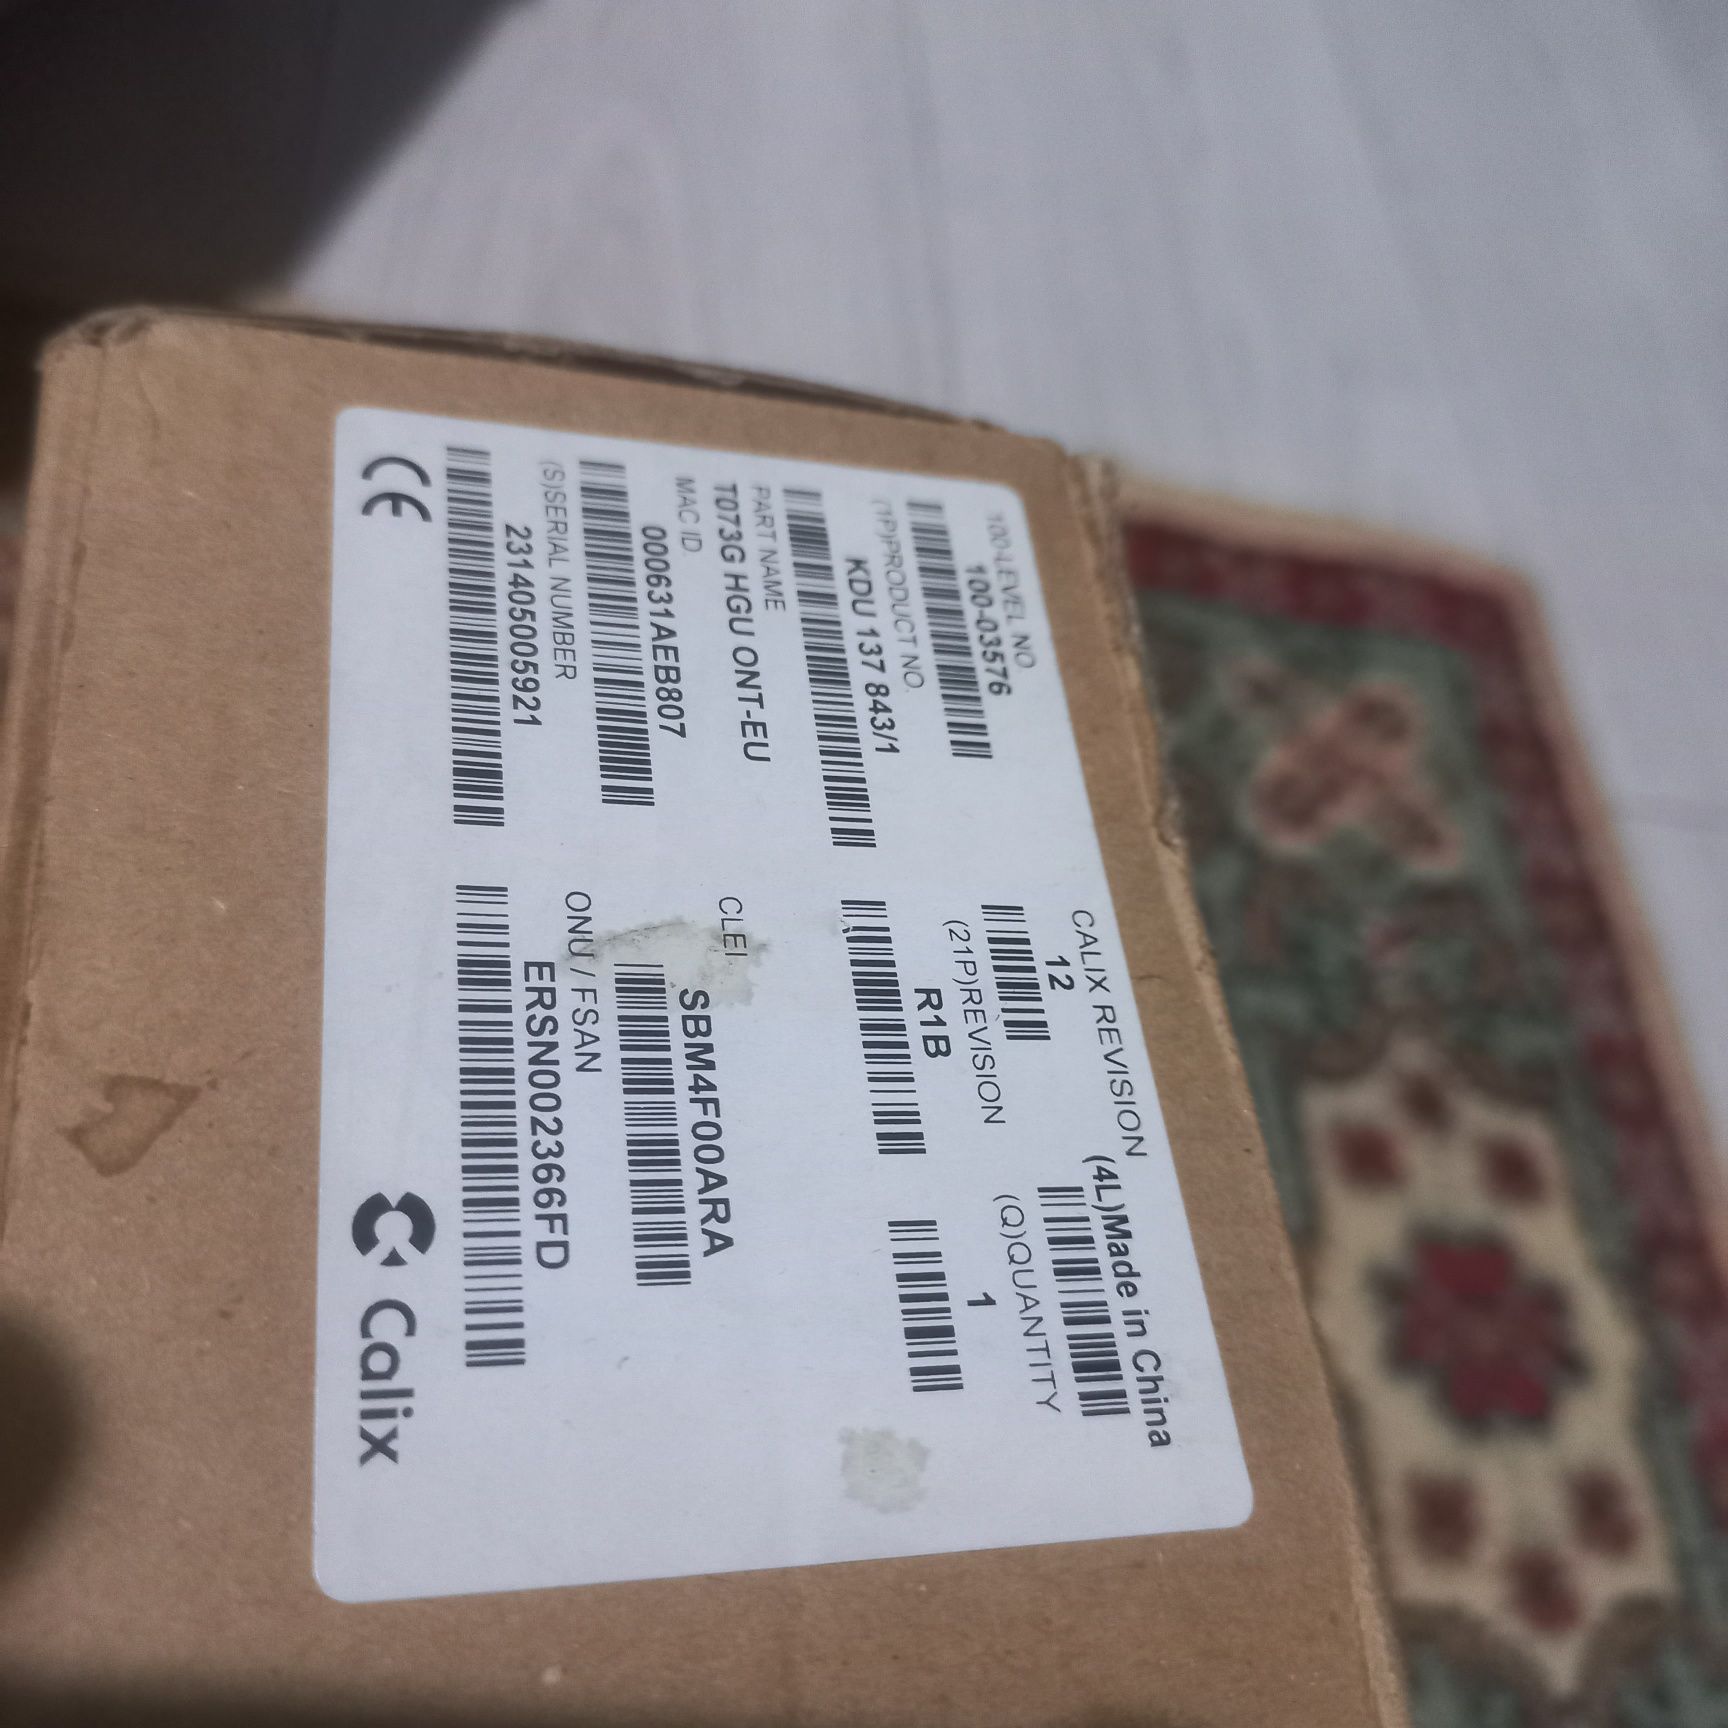 100-LEVEL NO.
100-03576
CALIX REVISION
12
(4L)Made in China
(1P)PRODUCT NO.
KDU 137 843/1
(21P)REVISION
R1B
(Q)QUANTITY
1
PART NAME
T073G HGU ONT-EU
MAC ID
000631AEB807
CLEI
SBM4F00ARA
(S)SERIAL NUMBER
231405005921
ONU / FSAN
ERSN002366FD
CE
Calix